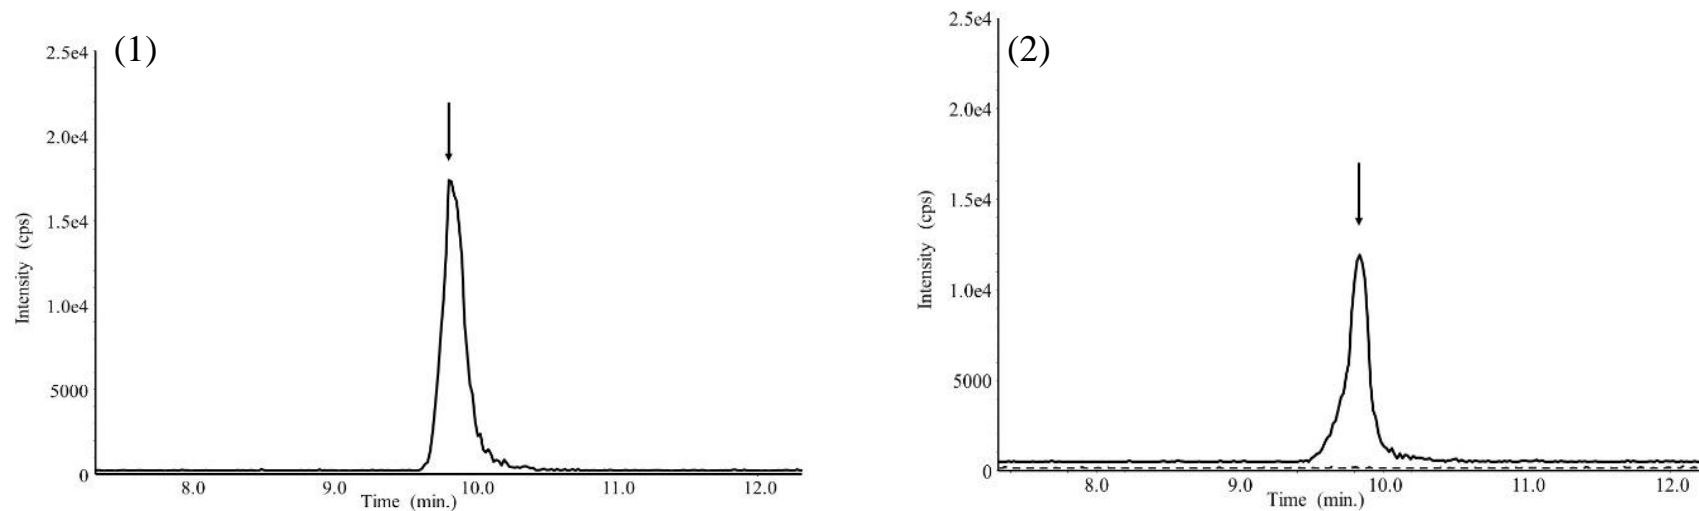 (1)
2.5e4
2.0e4
1.5e4
1.0e4
5000
0
Intensity (cps)
8.0 9.0 10.0 11.0 12.0
Time (min.)
(2)
2.5e4
2.0e4
1.5e4
1.0e4
5000
0
Intensity (cps)
8.0 9.0 10.0 11.0 12.0
Time (min.)